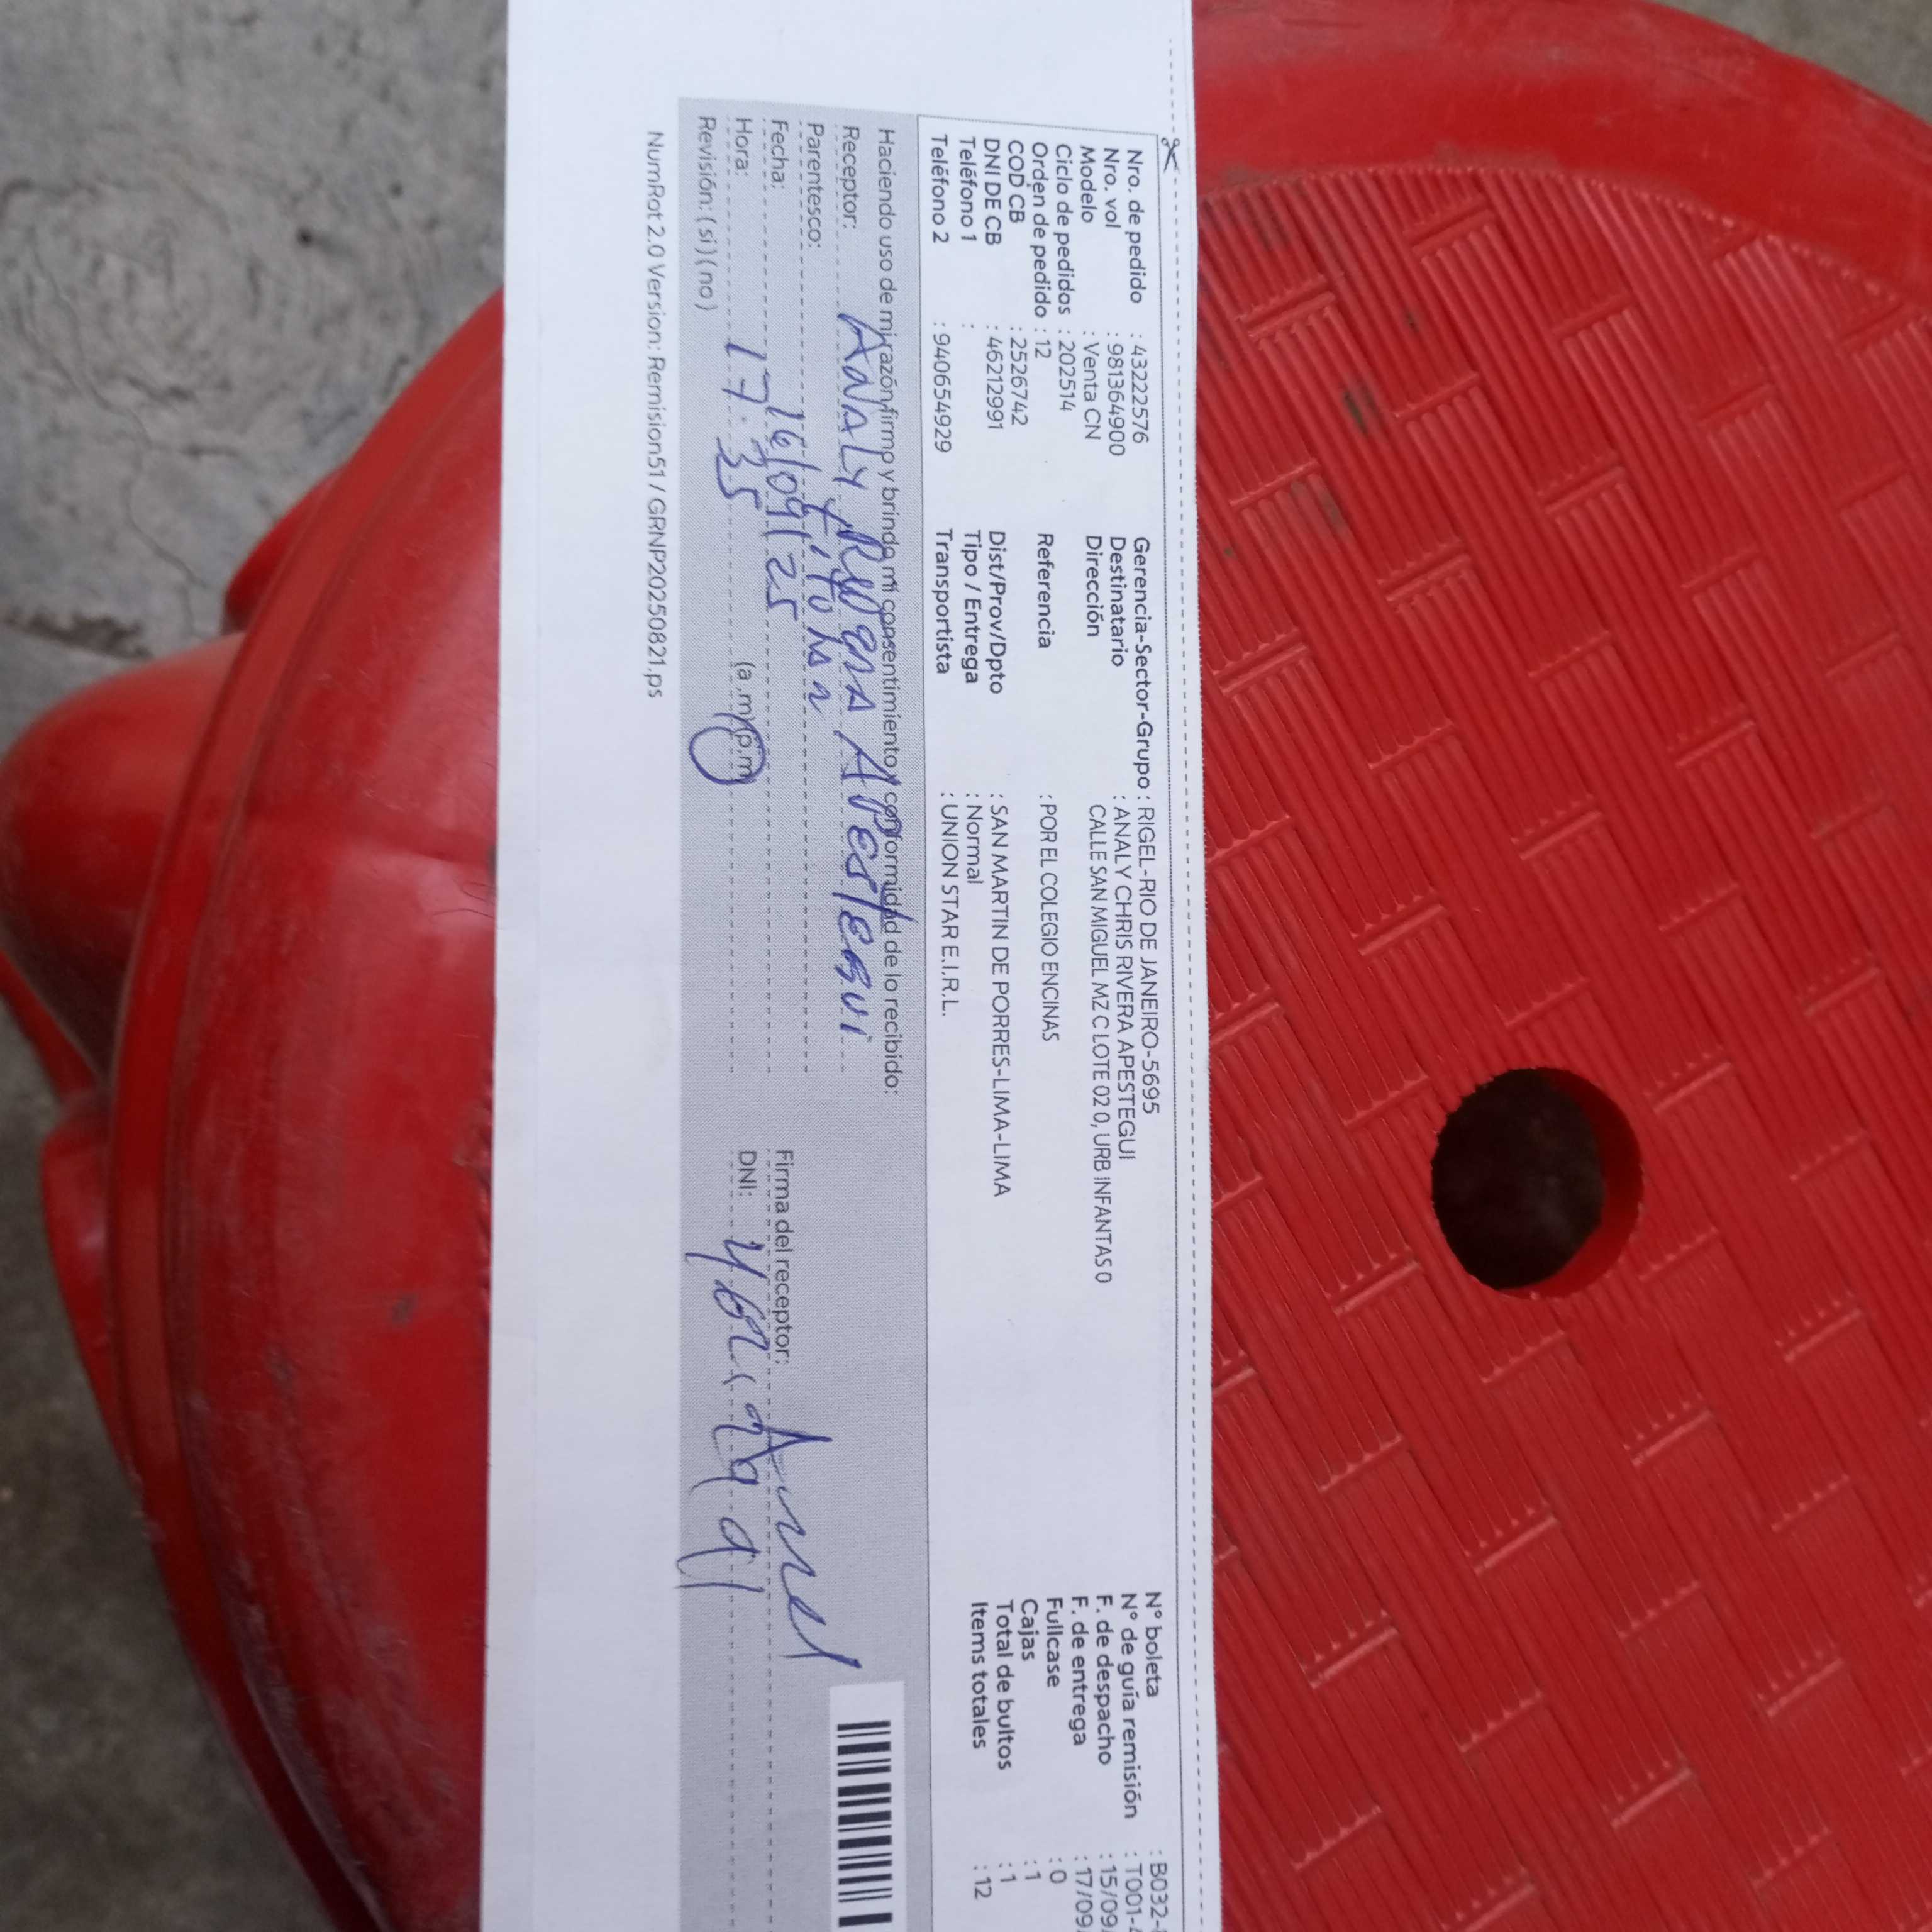 Nro. de pedido : 43222576
Nro. vol : 981364900
Modelo : Venta CN
Ciclo de pedidos : 202514
Orden de pedido : 12
COD CB : 2526742
DNI DE CB : 46212991
Teléfono 1 :
Teléfono 2 : 940654929
Gerencia-Sector-Grupo : RIGEL-RIO DE JANEIRO-5695
Destinatario : ANALY CHRIS RIVERA APESTEGUI
Dirección CALLE SAN MIGUEL MZ C LOTE 02 0, URB INFANTAS 0
Referencia : POR EL COLEGIO ENCINAS
Dist/Prov/Dpto : SAN MARTIN DE PORRES-LIMA-LIMA
Tipo / Entrega : Normal
Transportista : UNION STAR E.I.R.L.
N° boleta : B032-
N° de guía remisión : T001-
F. de despacho : 15/09
F. de entrega : 17/09
Fullcase : 0
Cajas : 1
Total de bultos : 1
Items totales : 12
Haciendo uso de mi razón firmo y brindo mi consentimiento y conformidad de lo recibido:
Receptor: ANALY APESTEGUI
Parentesco:
Fecha: 16/09/25
Hora: 17:35 (a.m) (p.m)
Revisión: (si) (no)
Firma del receptor:
DNI: 46212991
NumRot 2.0 Version: Remision51 / GRNP20250821.ps